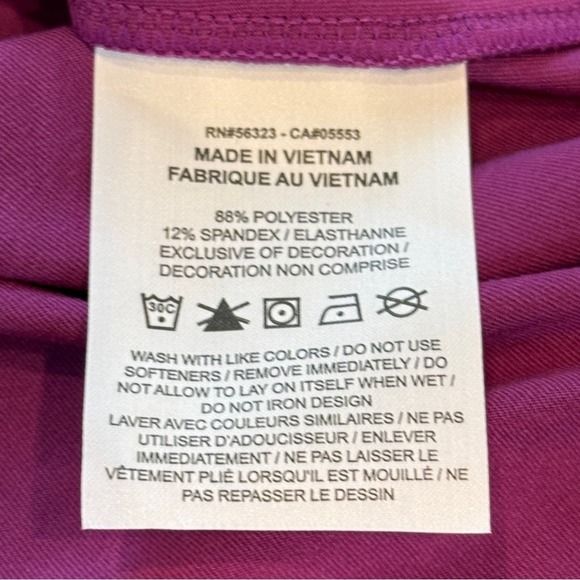 RN#56323 - CA#05553
MADE IN VIETNAM
FABRIQUE AU VIETNAM
88% POLYESTER
12% SPANDEX / ELASTHANNE
EXCLUSIVE OF DECORATION /
DECORATION NON COMPRISE
30C
WASH WITH LIKE COLORS / DO NOT USE
SOFTENERS / REMOVE IMMEDIATELY / DO
NOT ALLOW TO LAY ON ITSELF WHEN WET /
DO NOT IRON DESIGN
LAVER AVEC COULEURS SIMILAIRES / NE PAS
UTILISER D'ADOUCISSEUR / ENLEVER
IMMEDIATEMENT / NE PAS LAISSER LE
VÊTEMENT PLIÉ LORSQU'IL EST MOUILLÉ / NE
PAS REPASSER LE DESSIN